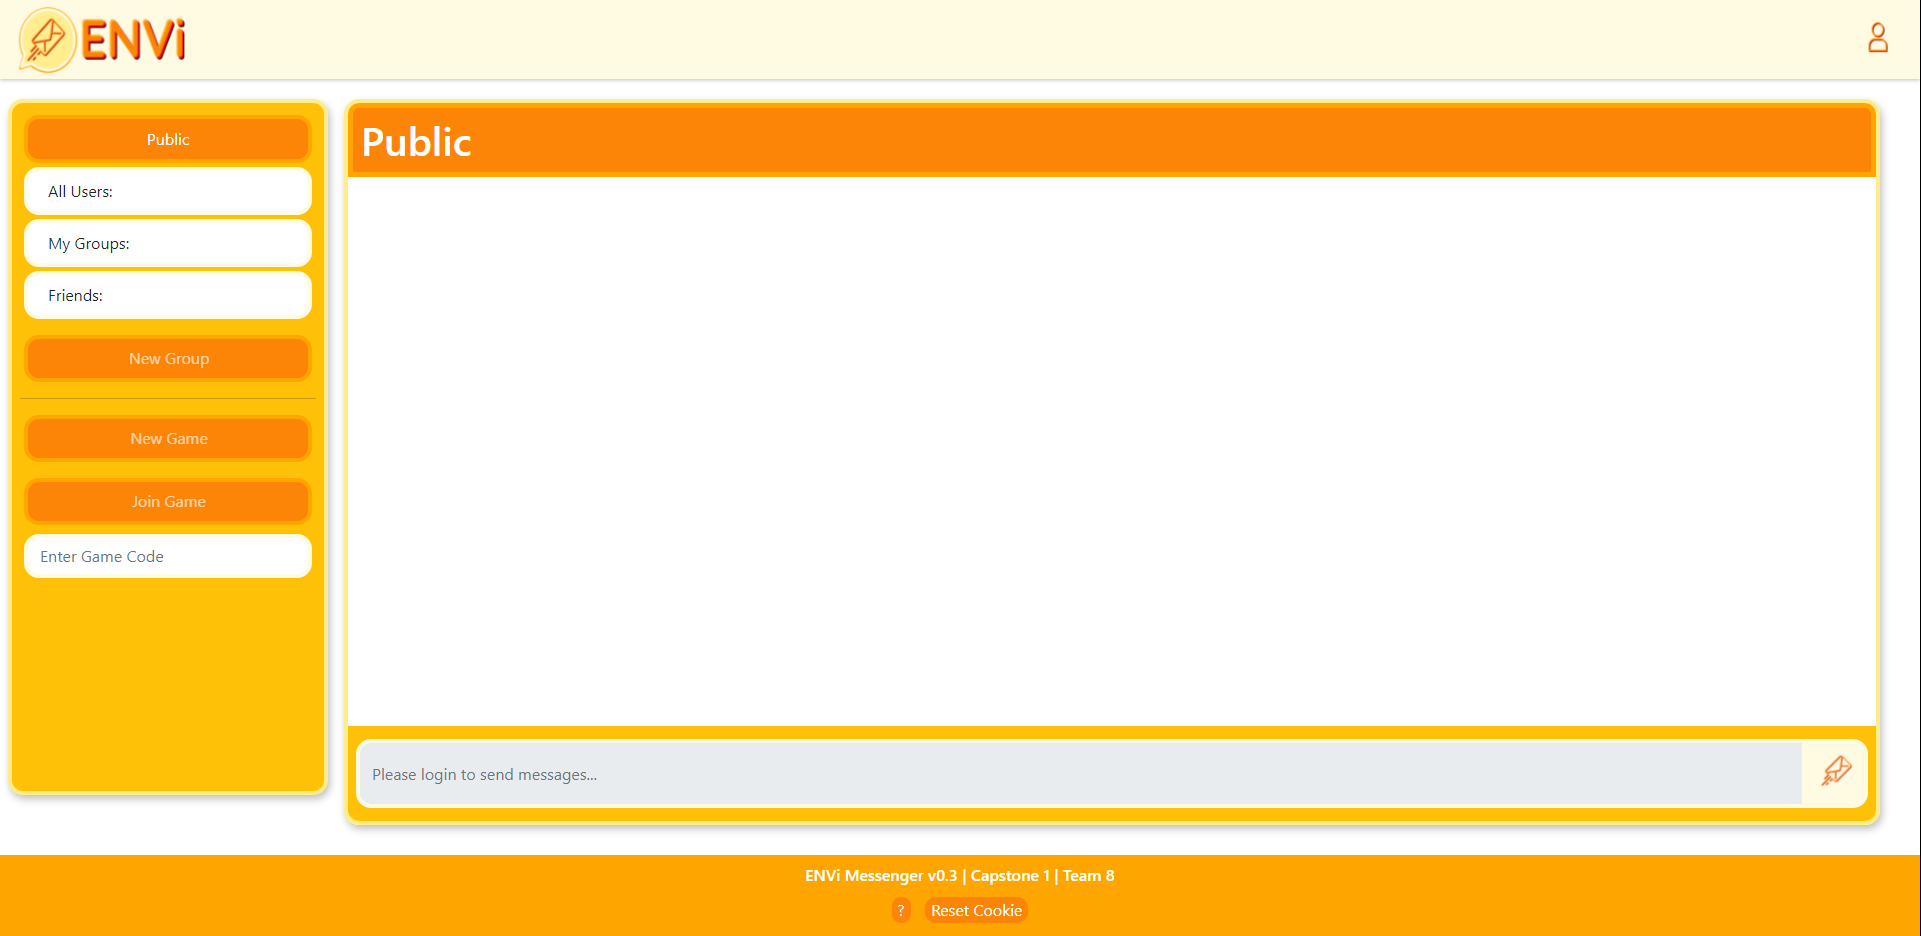 ENVi
Public
All Users:
My Groups:
Friends:
New Group
New Game
Join Game
Enter Game Code
Public
Please login to send messages...
ENVi Messenger v0.3 | Capstone 1 | Team 8
? Reset Cookie